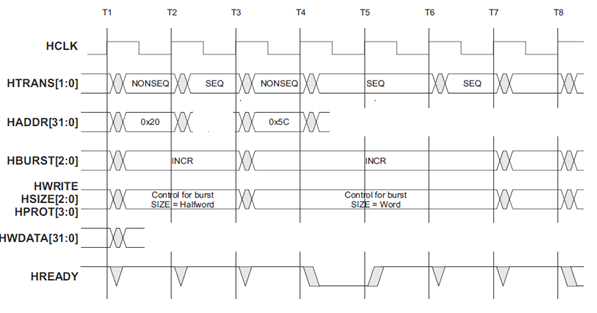 T1 T2 T3 T4 T5 T6 T7 T8
HCLK
HTRANS[1:0] NONSEQ SEQ NONSEQ SEQ SEQ
HADDR[31:0] 0x20 0x5C
HBURST[2:0] INCR INCR
HWRITE
HSIZE[2:0]
HPROT[3:0]
Control for burst
SIZE = Halfword
Control for burst
SIZE = Word
HWDATA[31:0]
HREADY